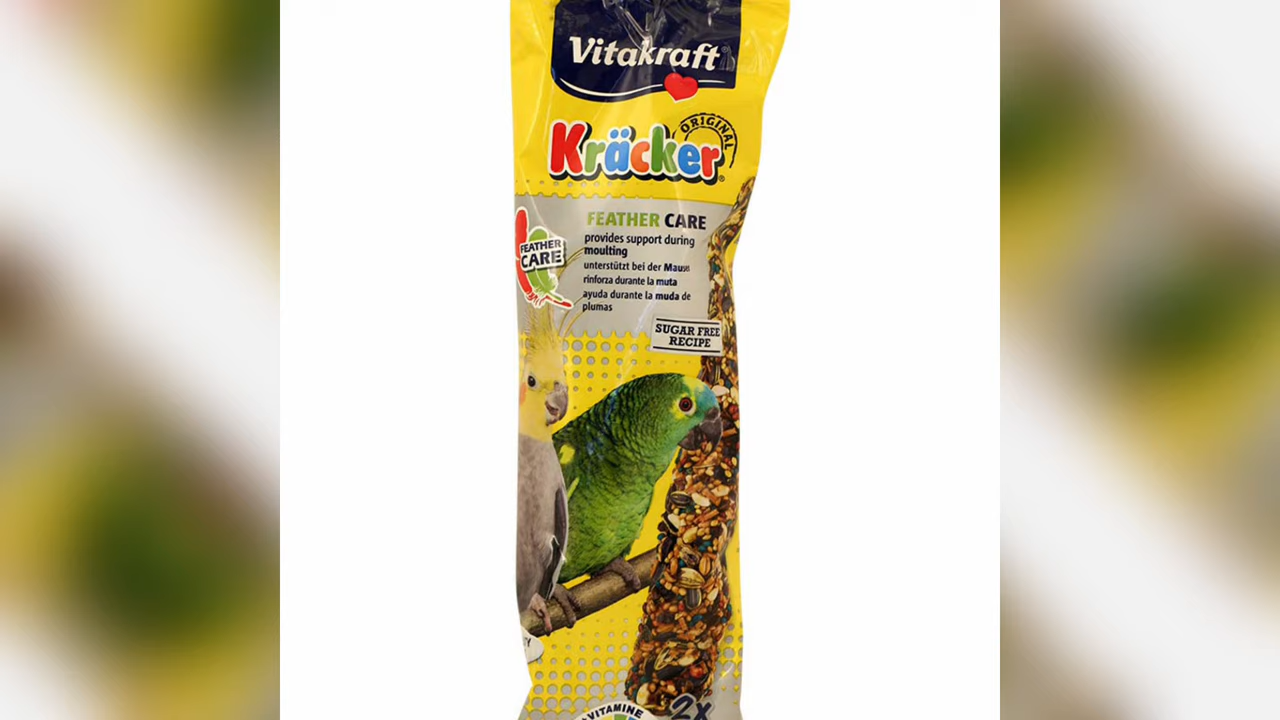 Vitakraft
ORIGINAL
Kräcker®
FEATHER CARE
provides support during
moulting
FEATHER
CARE
unterstützt bei der Mauser
rinforza durante la muta
ayuda durante la muda de
plumas
SUGAR FREE
RECIPE
VITAMINE
2x